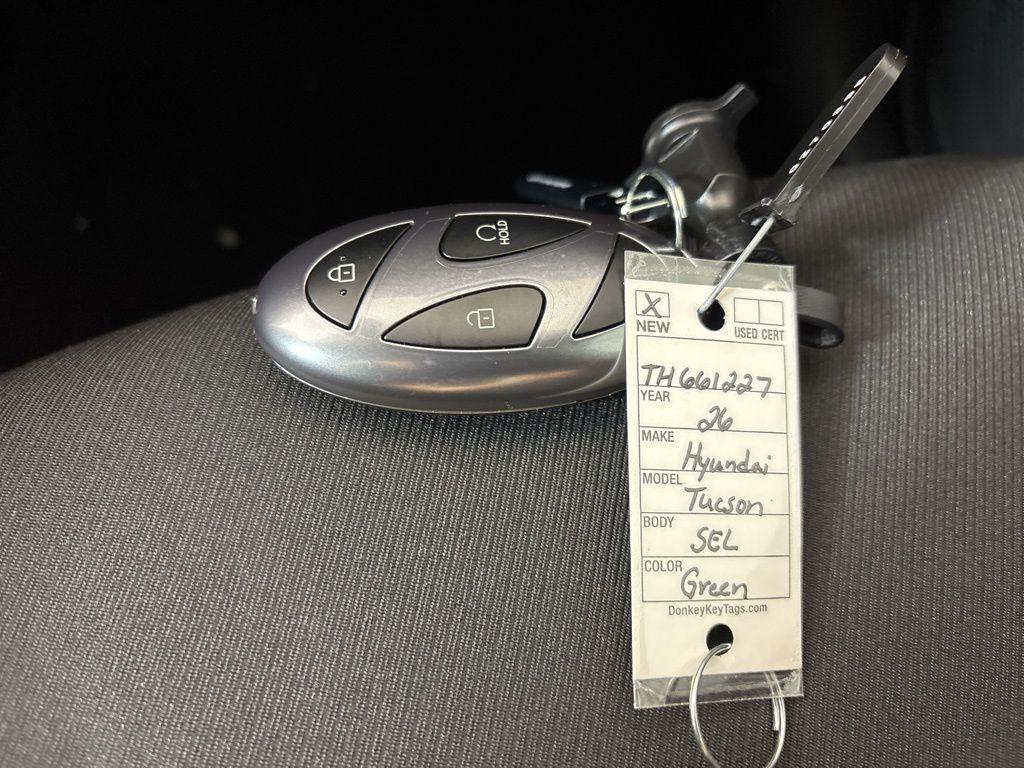 HOLD
X
NEW
USED CERT
TH661227
YEAR
26
MAKE
Hyundai
MODEL
Tucson
BODY
SEL
COLOR
Green
DonkeyKeyTags.com